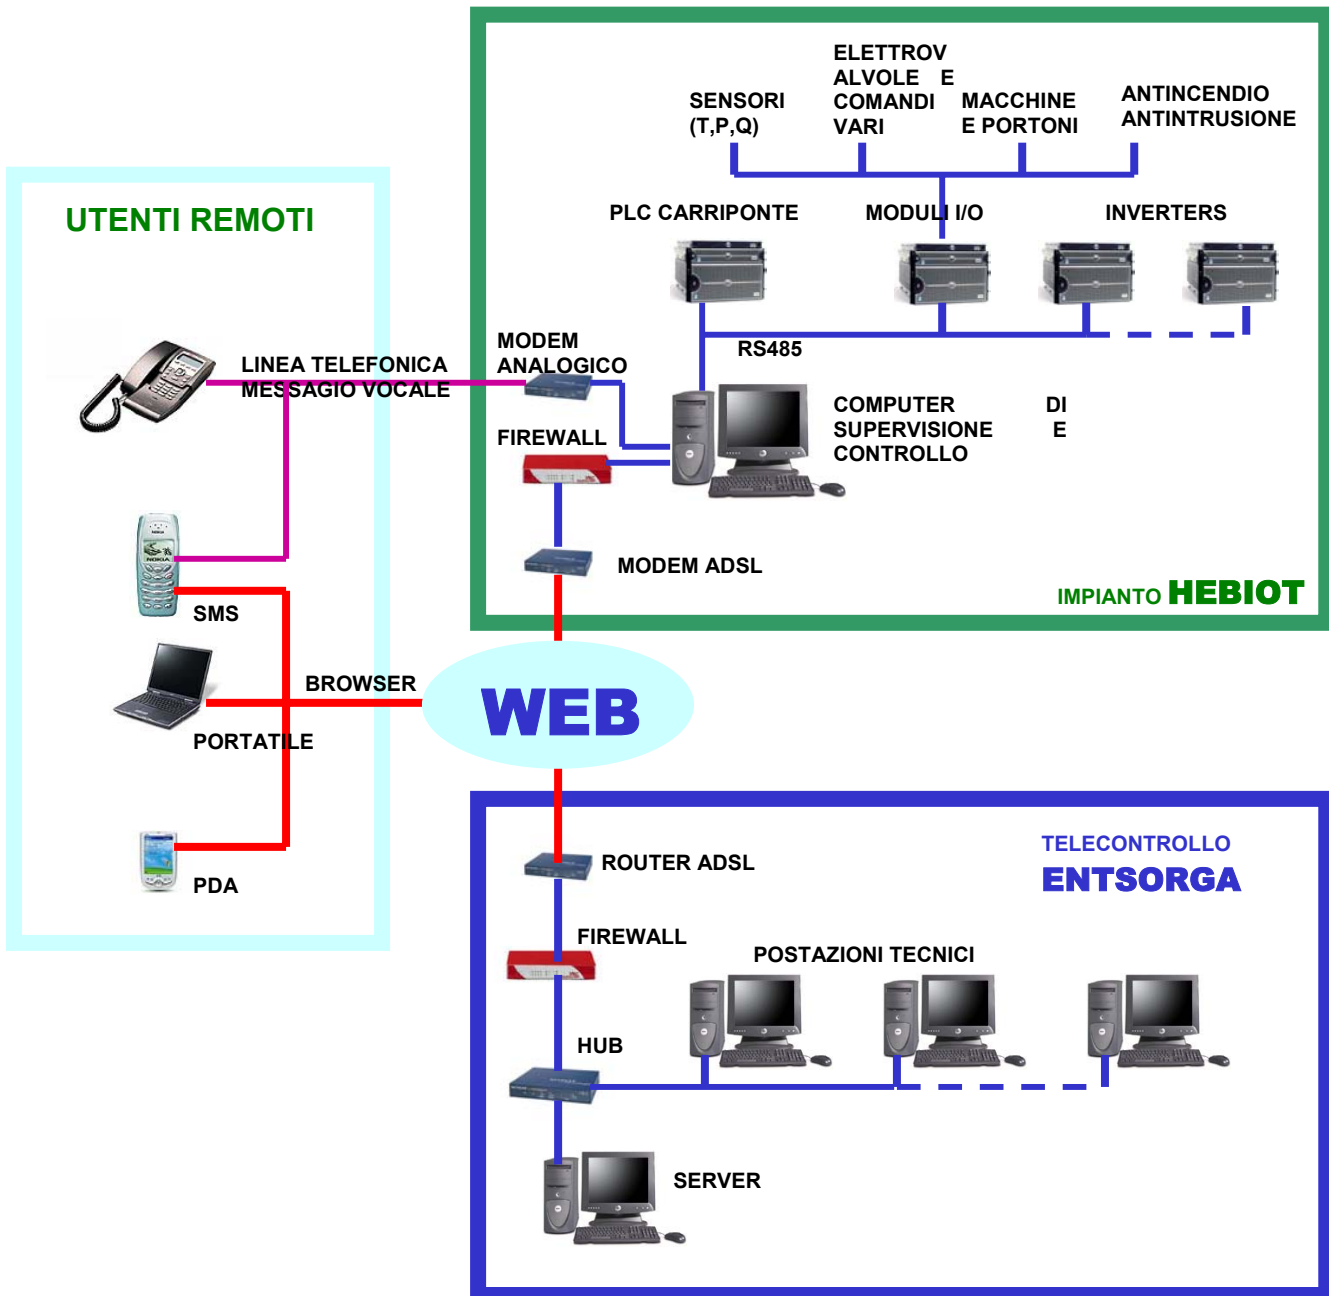 UTENTI REMOTI
LINEA TELEFONICA
MESSAGIO VOCALE
SMS
PORTATILE
PDA
BROWSER
WEB
ELETTROV
ALVOLE E
COMANDI
VARI
SENSORI
(T,P,Q)
MACCHINE
E PORTONI
ANTINCENDIO
ANTINTRUSIONE
PLC CARRIPONTE
MODULI I/O
INVERTERS
RS485
MODEM
ANALOGICO
FIREWALL
COMPUTER DI
SUPERVISIONE E
CONTROLLO
MODEM ADSL
IMPIANTO HEBIOT
TELECONTROLLO
ENTSORGA
ROUTER ADSL
FIREWALL
POSTAZIONI TECNICI
HUB
SERVER
NOKIA